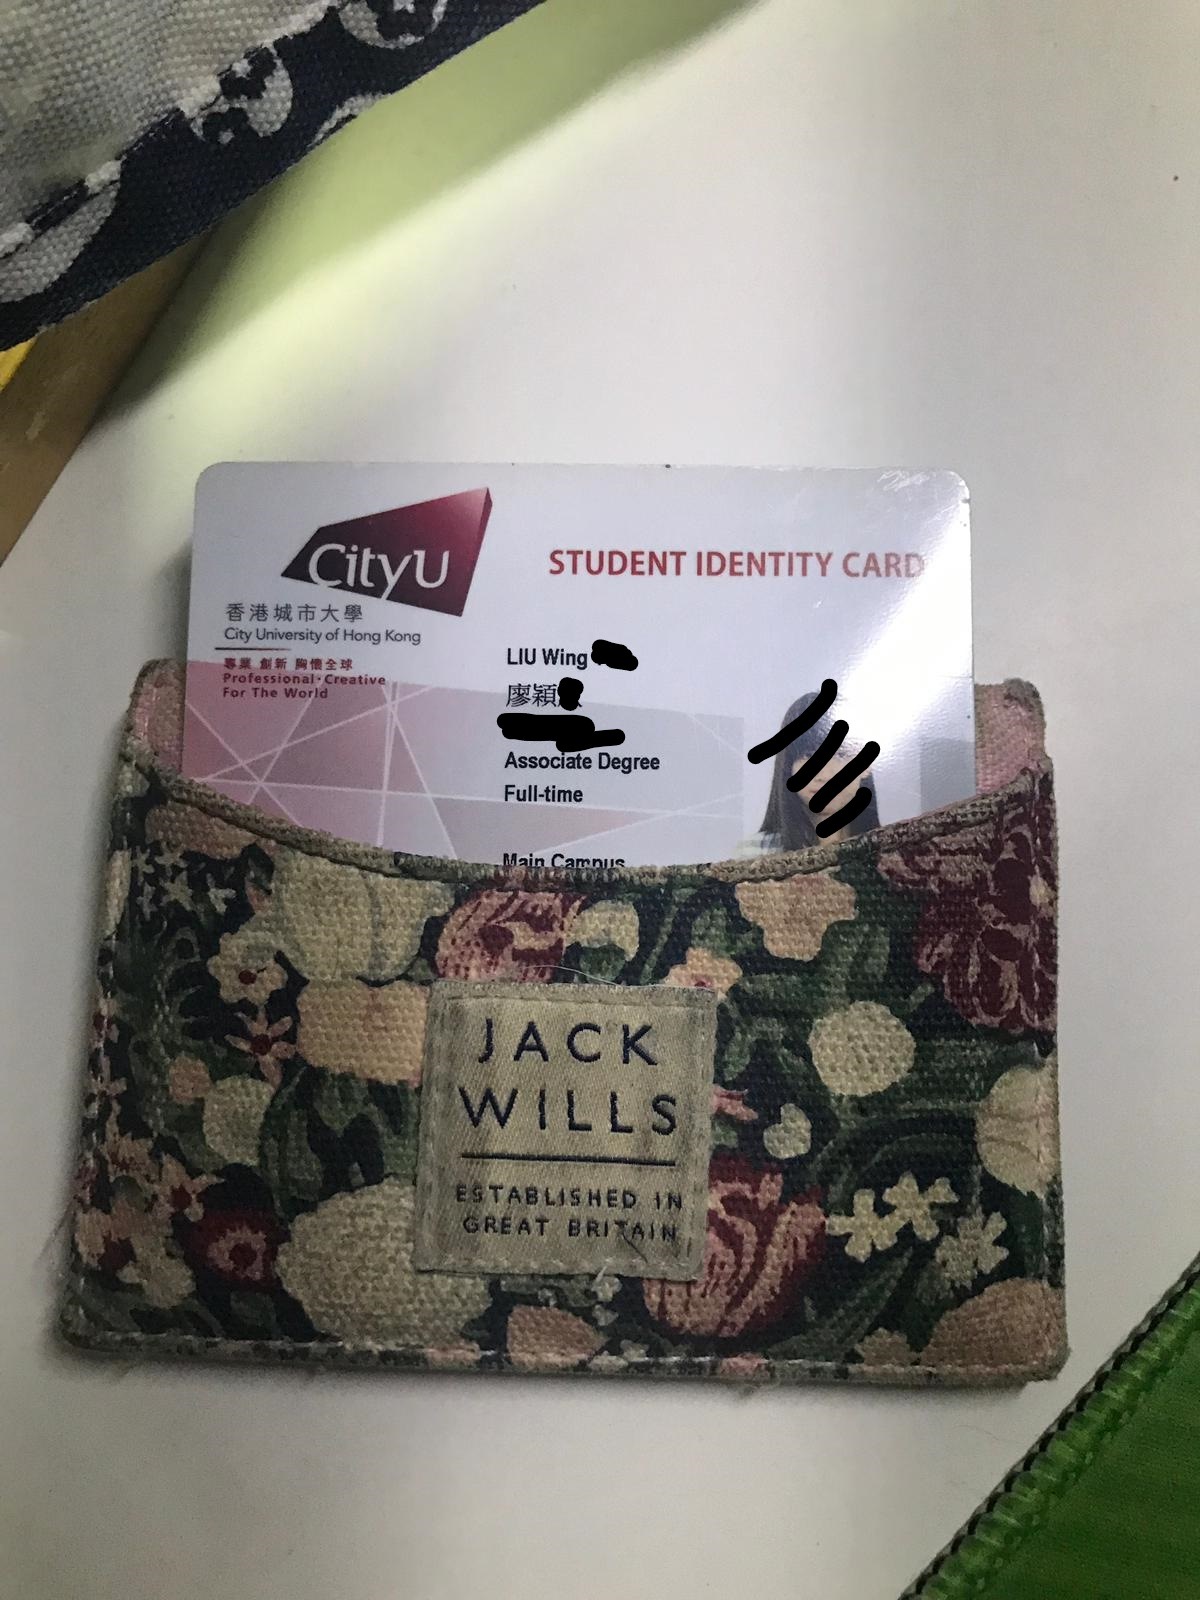 CityU
香港城市大學
City University of Hong Kong
專業 創新 胸懷全球
Professional·Creative
For The World
STUDENT IDENTITY CARD
LIU Wing
廖穎
Associate Degree
Full-time
Main Campus
JACK
WILLS
ESTABLISHED IN
GREAT BRITAIN